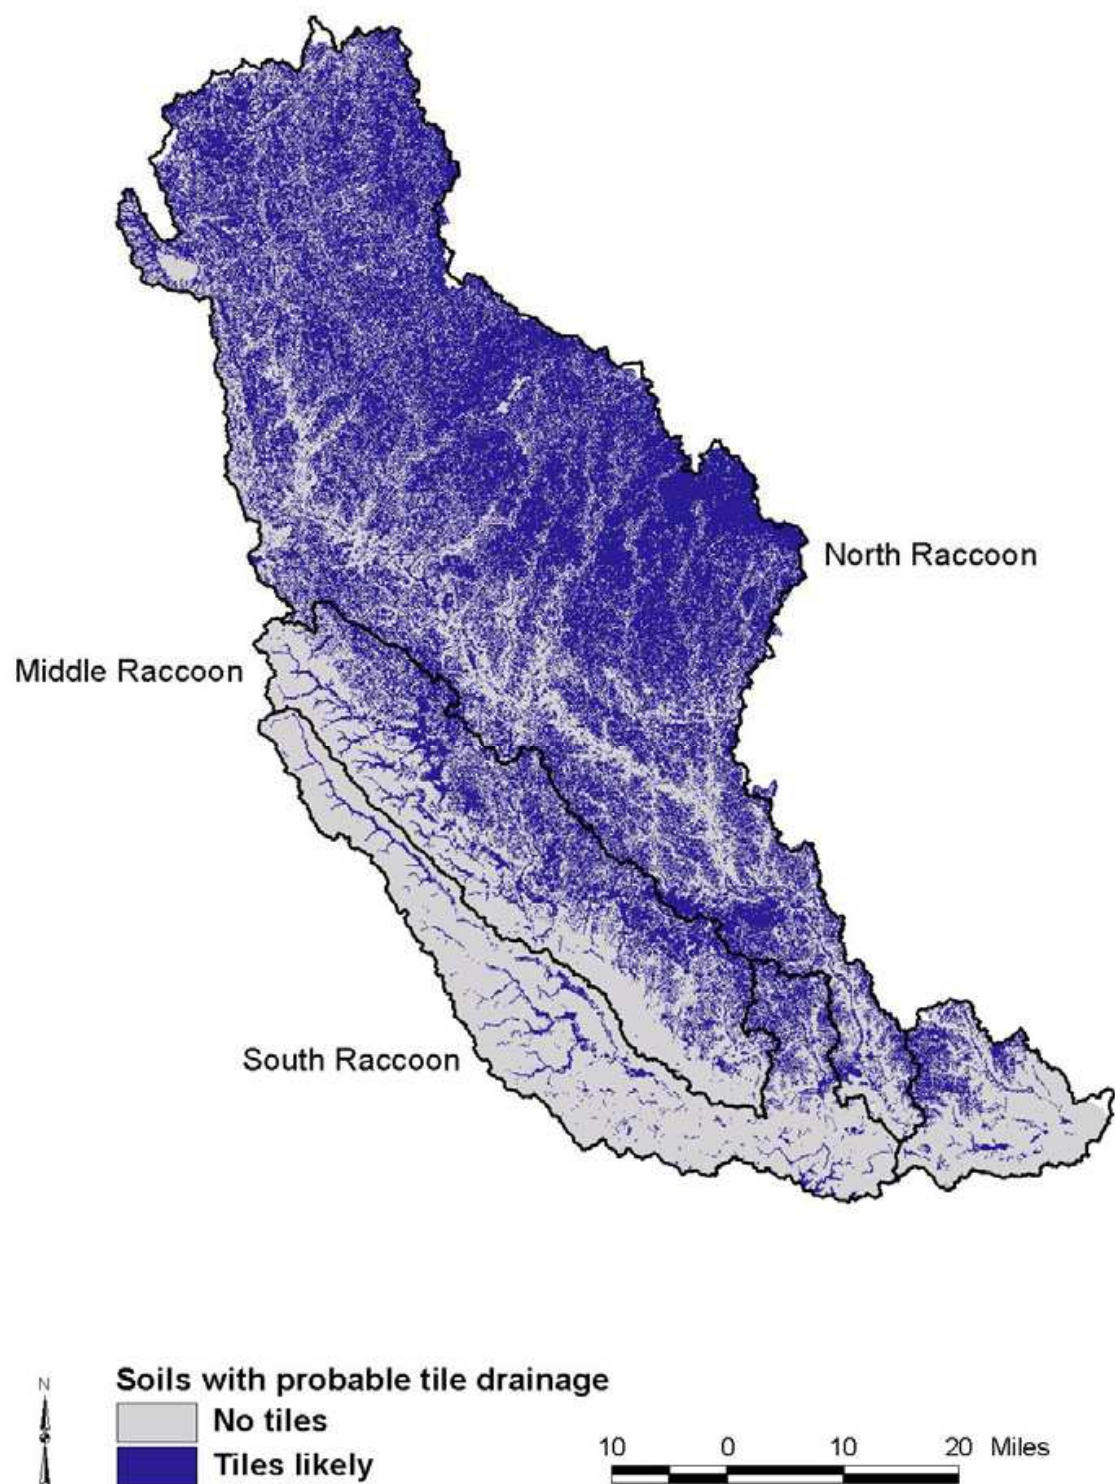 North Raccoon
Middle Raccoon
South Raccoon
N
Soils with probable tile drainage
No tiles
Tiles likely
10 0 10 20 Miles